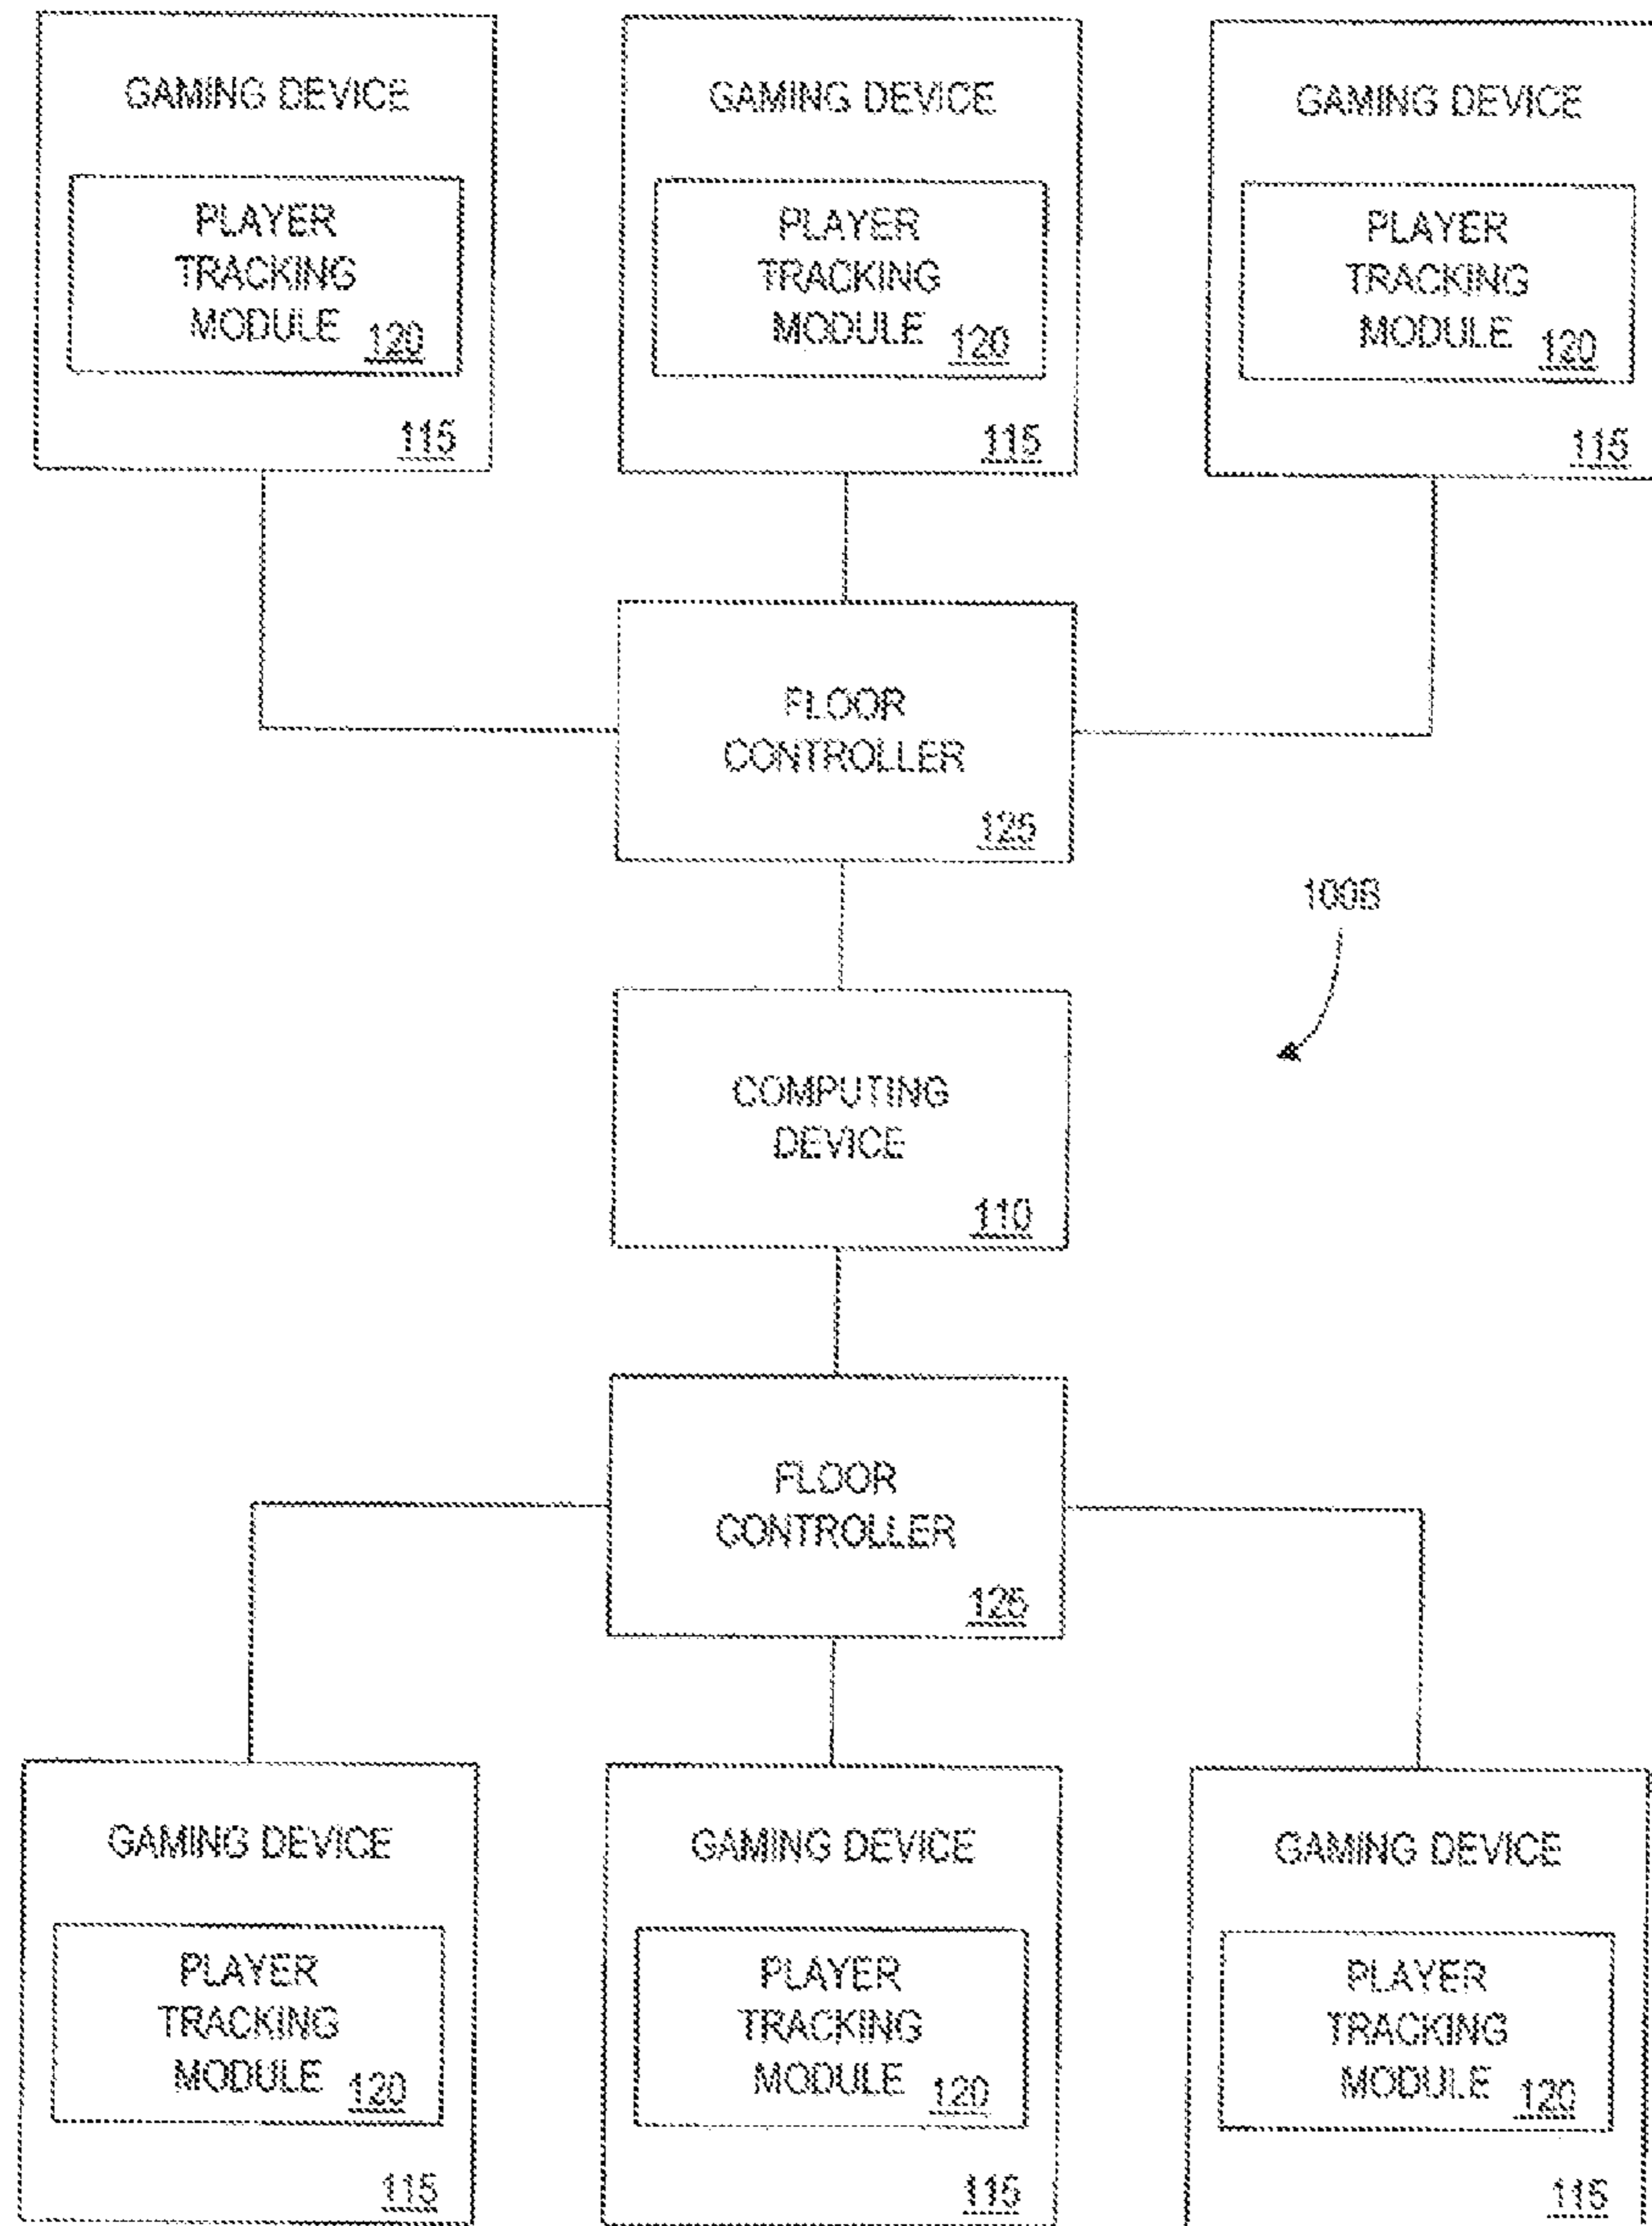 GAMING DEVICE
PLAYER
TRACKING
MODULE 120
115
GAMING DEVICE
PLAYER
TRACKING
MODULE 120
115
GAMING DEVICE
PLAYER
TRACKING
MODULE 120
115
FLOOR
CONTROLLER
125
100B
COMPUTING
DEVICE
110
FLOOR
CONTROLLER
125
GAMING DEVICE
PLAYER
TRACKING
MODULE 120
115
GAMING DEVICE
PLAYER
TRACKING
MODULE 120
115
GAMING DEVICE
PLAYER
TRACKING
MODULE 120
115